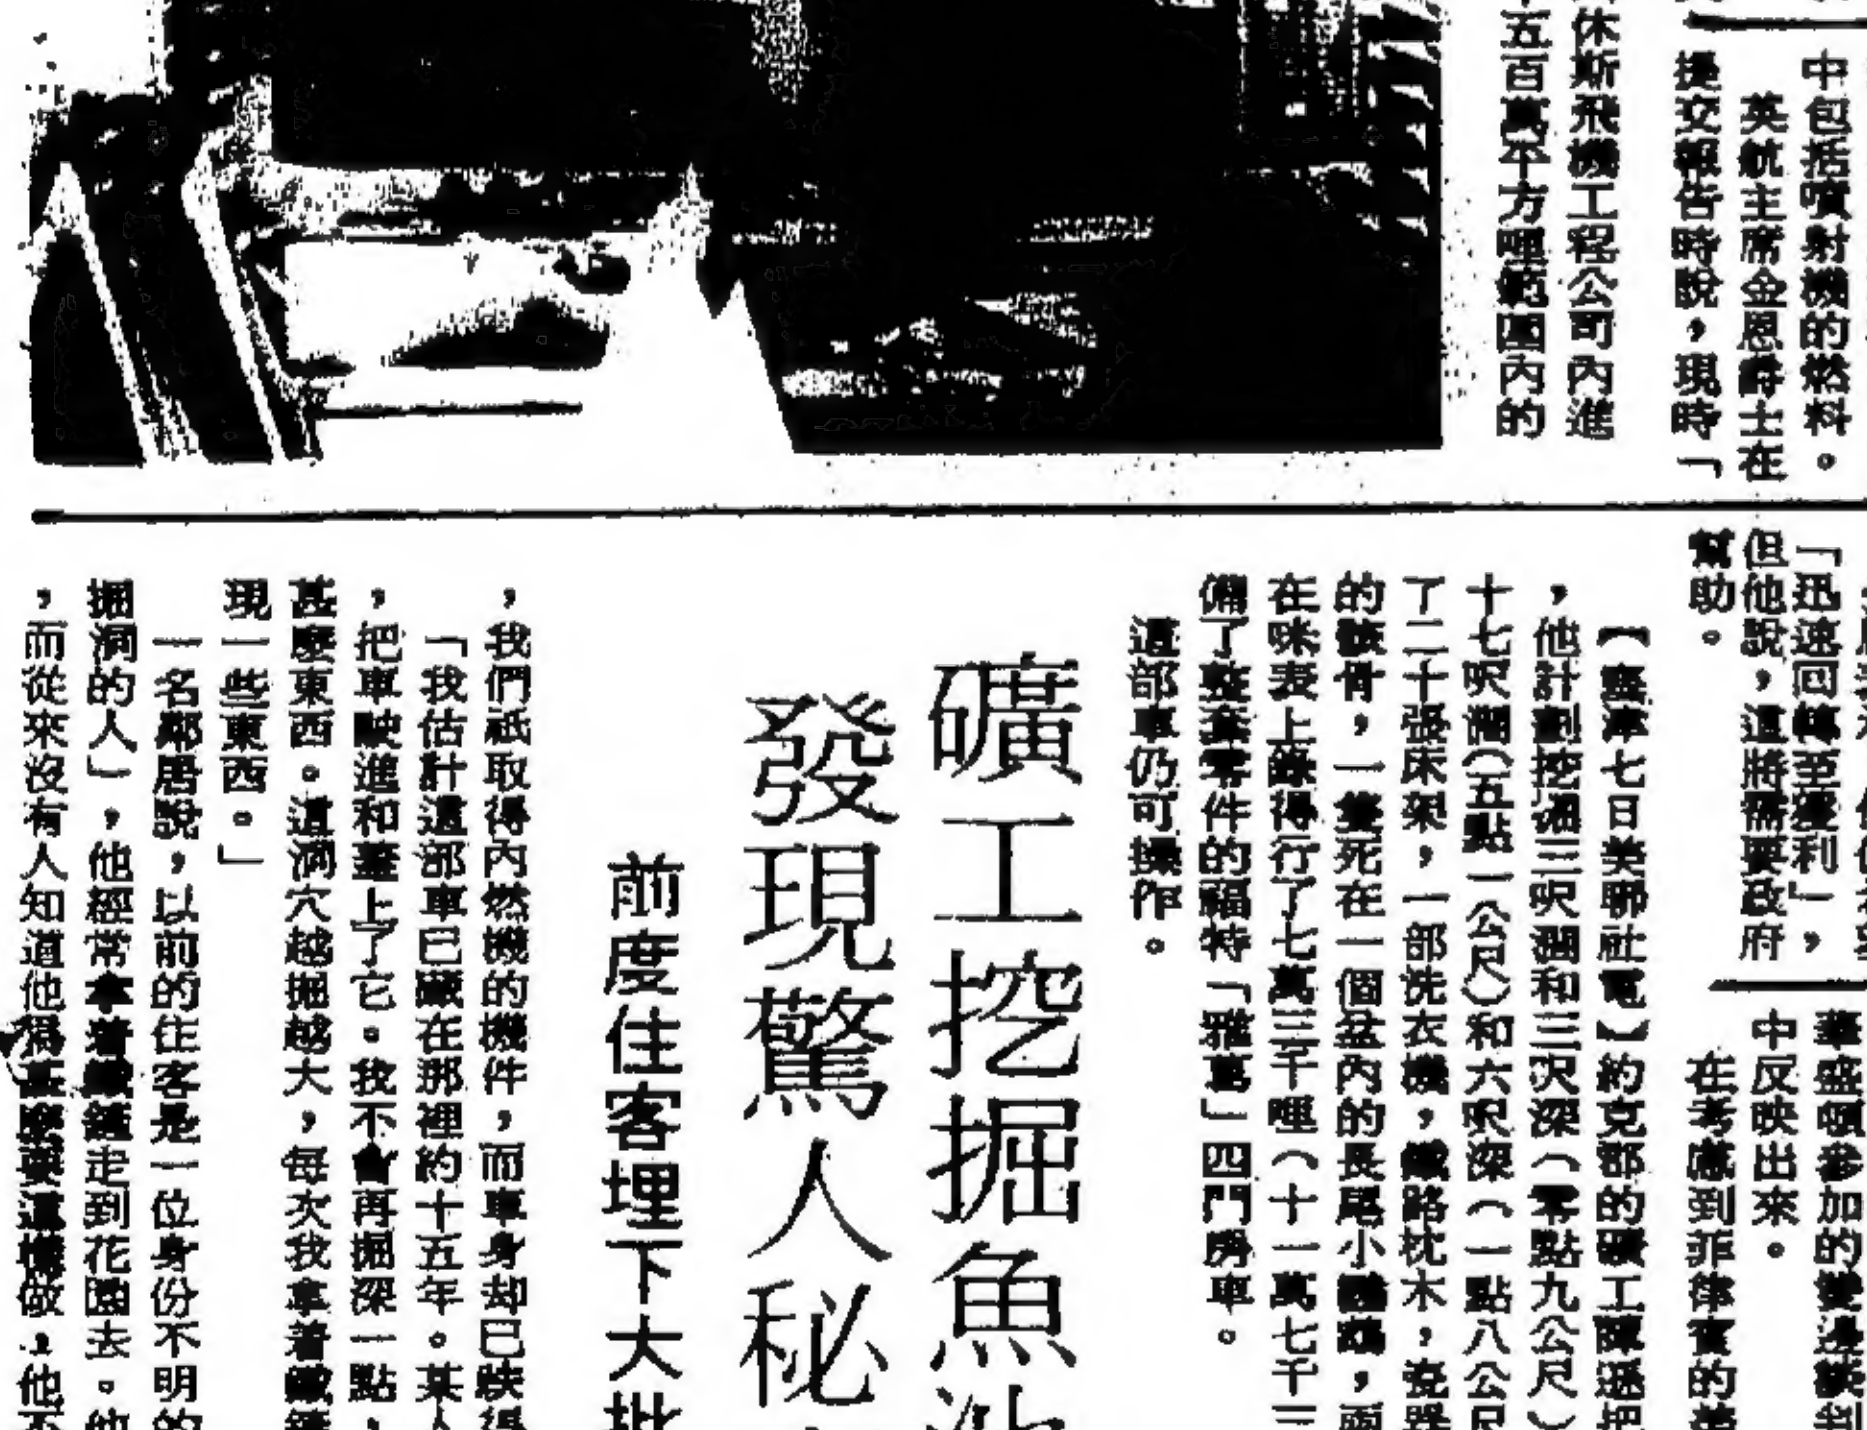 中包括噴射機的燃料。
英航主席金恩爵士在
提交報告時說，現時「
休斯飛機工程公司內進
五百萬平方哩範圍內的
「迅速回轉至獲利」，
但他說，這將需要政府
幫助。
參加的
中反映出來。
在考慮到菲律賓的
礦工挖掘魚
發現驚人秘
前度住客埋下大批
七日美聯社電】約克郡的礦工
，他計劃挖掘三呎濶和三呎深（零點九公尺）
十七呎濶（五點一公尺）和六呎深（一點八公尺
了二十張床架，一部洗衣機，鐵路枕木，
的骸骨，一隻死在一個盆內的長尾小鸚鵡，兩
在咪表上錄得行了七萬三千哩（十一萬七千三
備了整套零件的福特「雅萬」四門房車。
這部車仍可操作。
，我們祇取得內燃機的機件，而車身却已
「我估計這部車已藏在那裡約十五年。某人
，把車駛進和蓋上了它。我不會再掘深一點，
甚麼東西。這洞穴越掘越大，每次我拿着鐵鏟
現一些東西。」
一名鄰居說，以前的住客是一位身份不明的
掘洞的人」，他經常拿着鐵鏟走到花園去。他
，而從來沒有人知道他為甚麼要這樣做，他不